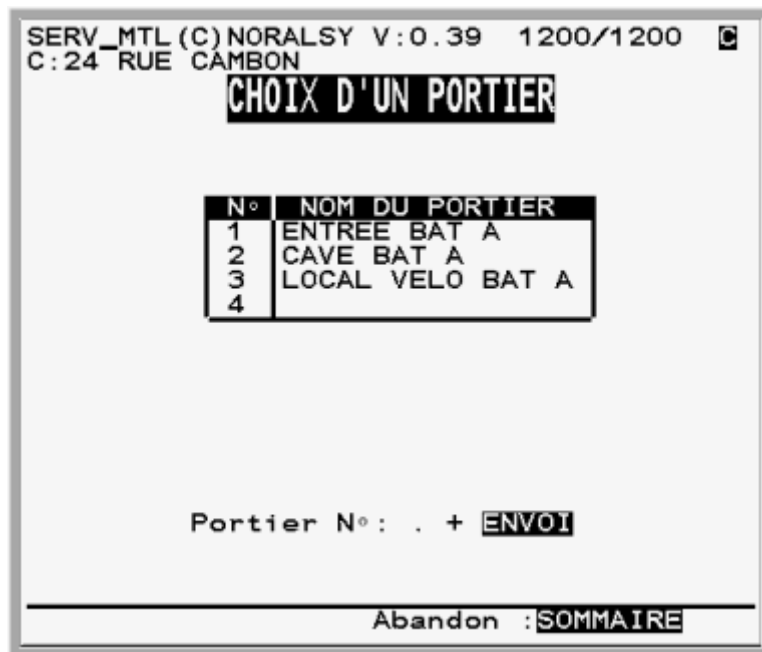 SERV_MTL (C)NORALSY V:0.39 1200/1200 C
C:24 RUE CAMBON
CHOIX D'UN PORTIER
N° NOM DU PORTIER
1 ENTREE BAT A
2 CAVE BAT A
3 LOCAL VELO BAT A
4
Portier N°: . + ENVOI
Abandon :SOMMAIRE